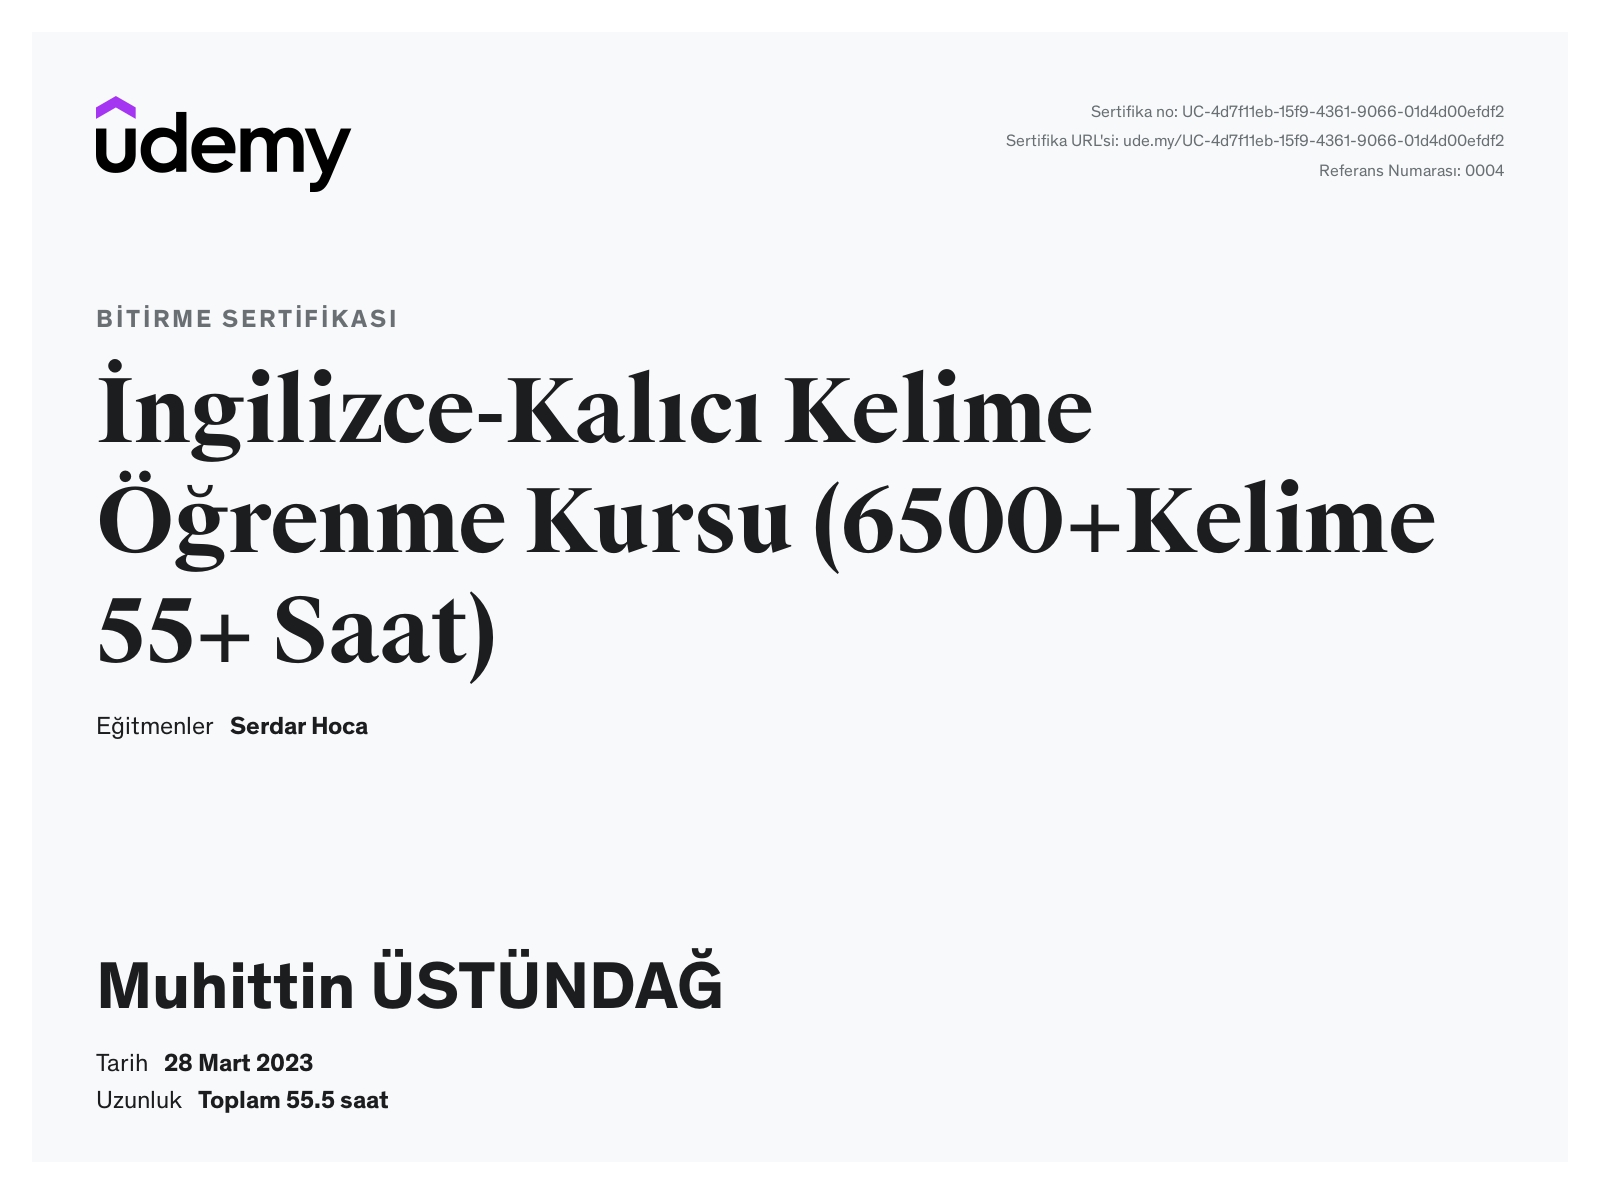 udemy
Sertifika no: UC-4d7f11eb-15f9-4361-9066-01d4d00efdf2
Sertifika URL'si: ude.my/UC-4d7f11eb-15f9-4361-9066-01d4d00efdf2
Referans Numarası: 0004
BİTİRME SERTİFİKASI
İngilizce-Kalıcı Kelime
Öğrenme Kursu (6500+Kelime
55+ Saat)
Eğitmenler Serdar Hoca
Muhittin ÜSTÜNDAĞ
Tarih 28 Mart 2023
Uzunluk Toplam 55.5 saat